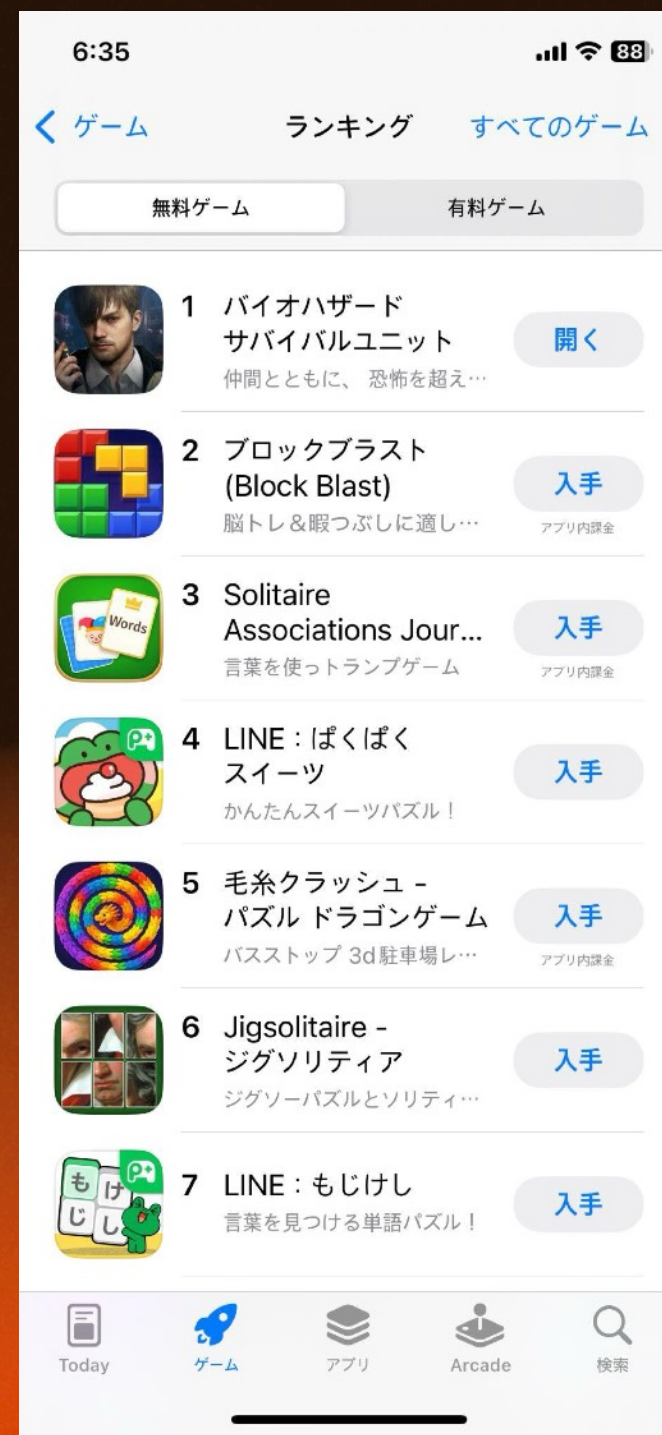 6:35
88
ゲーム
ランキング
すべてのゲーム
無料ゲーム
有料ゲーム
1
バイオハザード
サバイバルユニット
仲間とともに、 恐怖を超え…
開く
2
ブロックブラスト
(Block Blast)
脳トレ&暇つぶしに適し…
入手
アプリ内課金
Words
3
Solitaire
Associations Jour...
言葉を使っトランプゲーム
入手
アプリ内課金
4
LINE：ぱくぱく
スイーツ
かんたんスイーツパズル！
入手
5
毛糸クラッシュ -
パズル ドラゴンゲーム
バスストップ 3d駐車場レ…
入手
アプリ内課金
6
Jigsolitaire -
ジグソリティア
ジグソーパズルとソリティ…
入手
もけ
じし
7
LINE：もじけし
言葉を見つける単語パズル！
入手
Today
ゲーム
アプリ
Arcade
検索